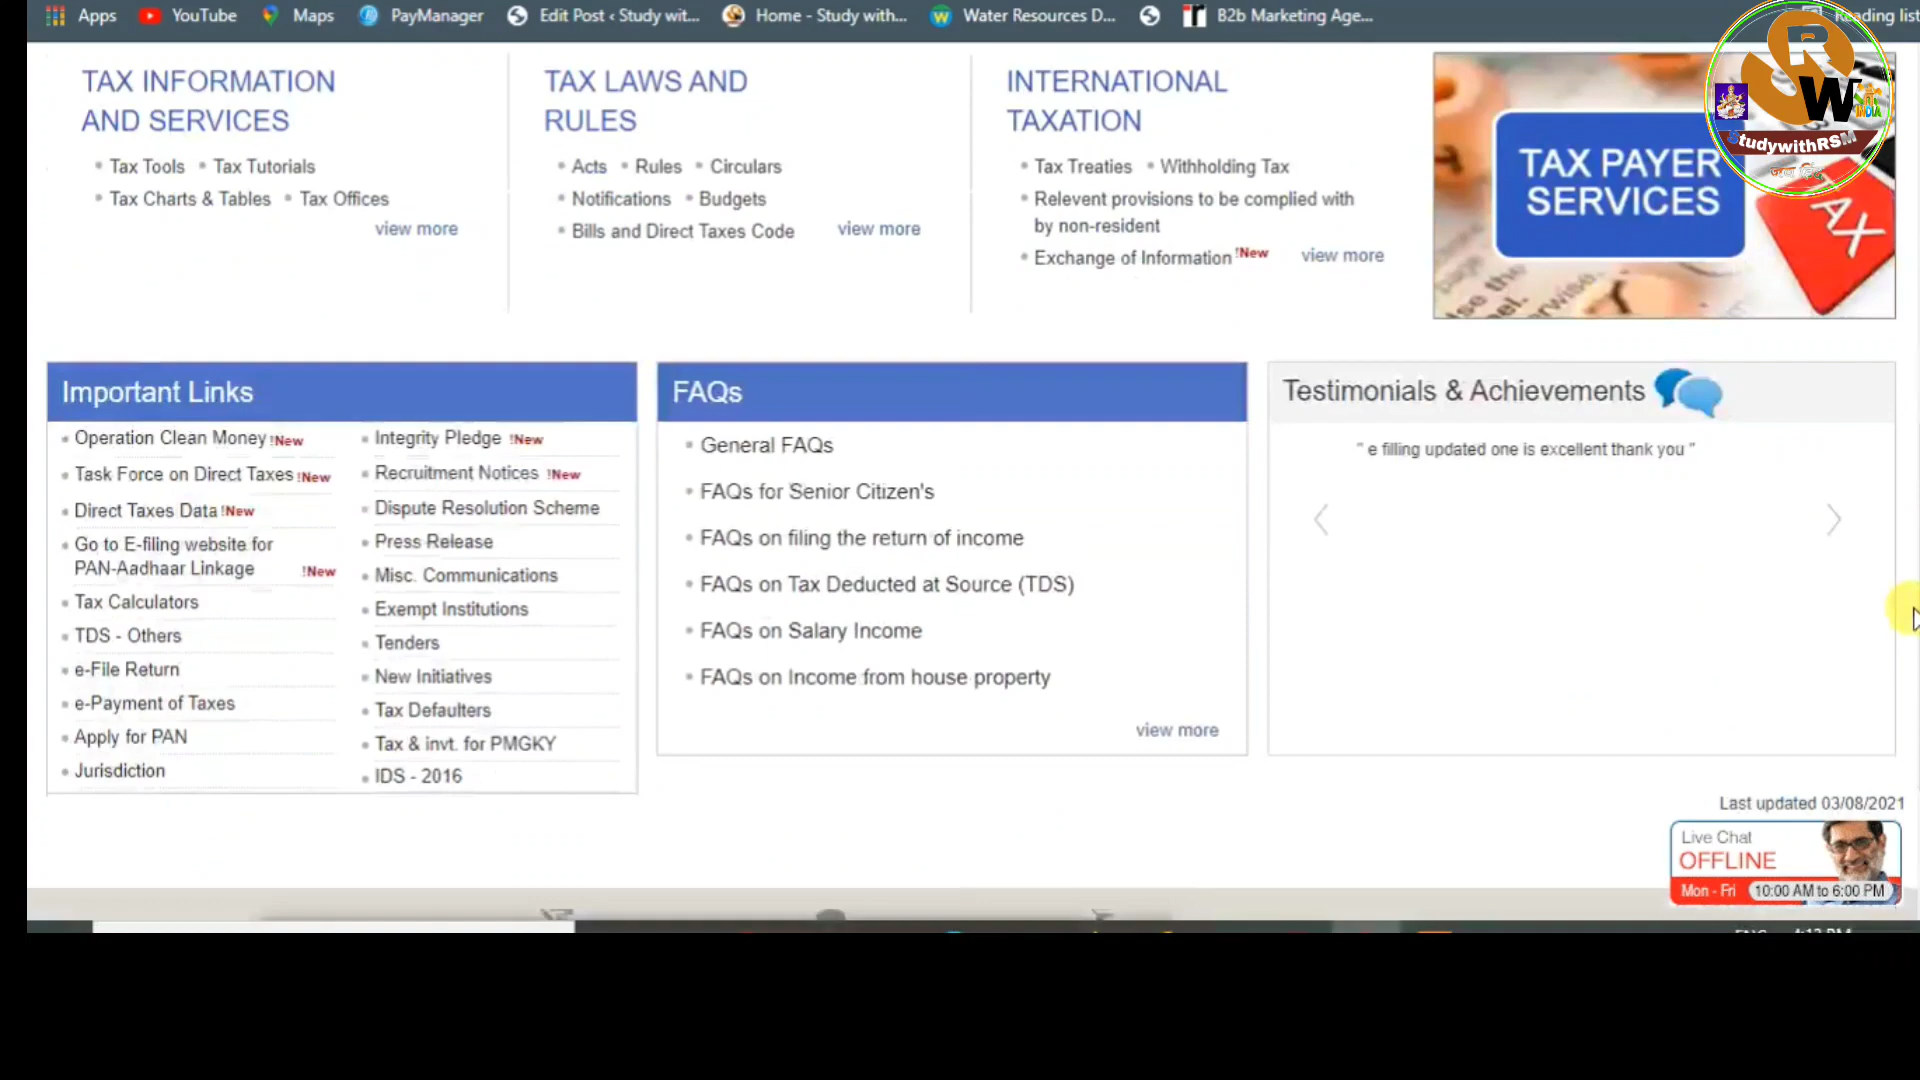 Apps YouTube Maps PayManager Edit Post ‹ Study wit... Home - Study with... Water Resources D... B2b Marketing Age... Reading list
TAX INFORMATION
AND SERVICES
Tax Tools Tax Tutorials
Tax Charts & Tables Tax Offices
view more
TAX LAWS AND
RULES
Acts Rules Circulars
Notifications Budgets
Bills and Direct Taxes Code view more
INTERNATIONAL
TAXATION
Tax Treaties Withholding Tax
Relevent provisions to be complied with
by non-resident
Exchange of Information !New view more
TAX PAYER
SERVICES
AX
SRW
INDIA
StudywithRSM
Important Links
Operation Clean Money !New
Task Force on Direct Taxes !New
Direct Taxes Data !New
Go to E-filing website for
PAN-Aadhaar Linkage !New
Tax Calculators
TDS - Others
e-File Return
e-Payment of Taxes
Apply for PAN
Jurisdiction
Integrity Pledge !New
Recruitment Notices !New
Dispute Resolution Scheme
Press Release
Misc. Communications
Exempt Institutions
Tenders
New Initiatives
Tax Defaulters
Tax & invt. for PMGKY
IDS - 2016
FAQs
General FAQs
FAQs for Senior Citizen's
FAQs on filing the return of income
FAQs on Tax Deducted at Source (TDS)
FAQs on Salary Income
FAQs on Income from house property
view more
Testimonials & Achievements
" e filling updated one is excellent thank you "
Last updated 03/08/2021
Live Chat
OFFLINE
Mon - Fri 10:00 AM to 6:00 PM